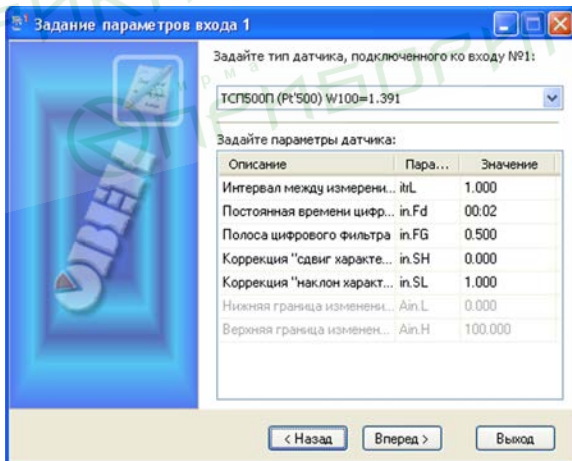 Задание параметров входа 1
Задайте тип датчика, подключенного ко входу №1:
ТСП500П (Pt'500) W100=1.391
Задайте параметры датчика:
Описание Пара... Значение
Интервал между измерени... itrL 1.000
Постоянная времени цифр... in.Fd 00:02
Полоса цифрового фильтра in.FG 0.500
Коррекция "сдвиг характе... in.SH 0.000
Коррекция "наклон характ... in.SL 1.000
Нижняя граница изменени... Ain.L 0.000
Верхняя граница изменен... Ain.H 100.000
ОВЕН
< Назад Вперед > Выход